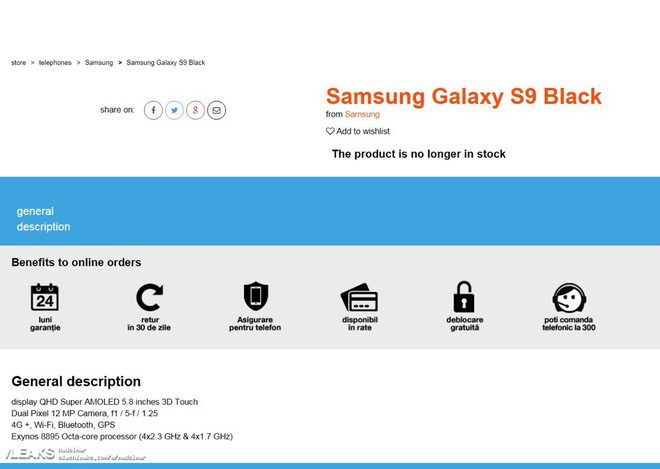 store > telephones > Samsung > Samsung Galaxy S9 Black
share on:
Samsung Galaxy S9 Black
from Samsung
Add to wishlist
The product is no longer in stock
general
description
Benefits to online orders
24
luni
garanție
retur
în 30 de zile
Asigurare
pentru telefon
disponibil
în rate
deblocare
gratuită
poți comanda
telefonic la 300
General description
display QHD Super AMOLED 5.8 inches 3D Touch
Dual Pixel 12 MP Camera, f1 / 5-f / 1.25
4G +, Wi-Fi, Bluetooth, GPS
Exynos 8895 Octa-core processor (4x2.3 GHz & 4x1.7 GHz)
/LEAKS